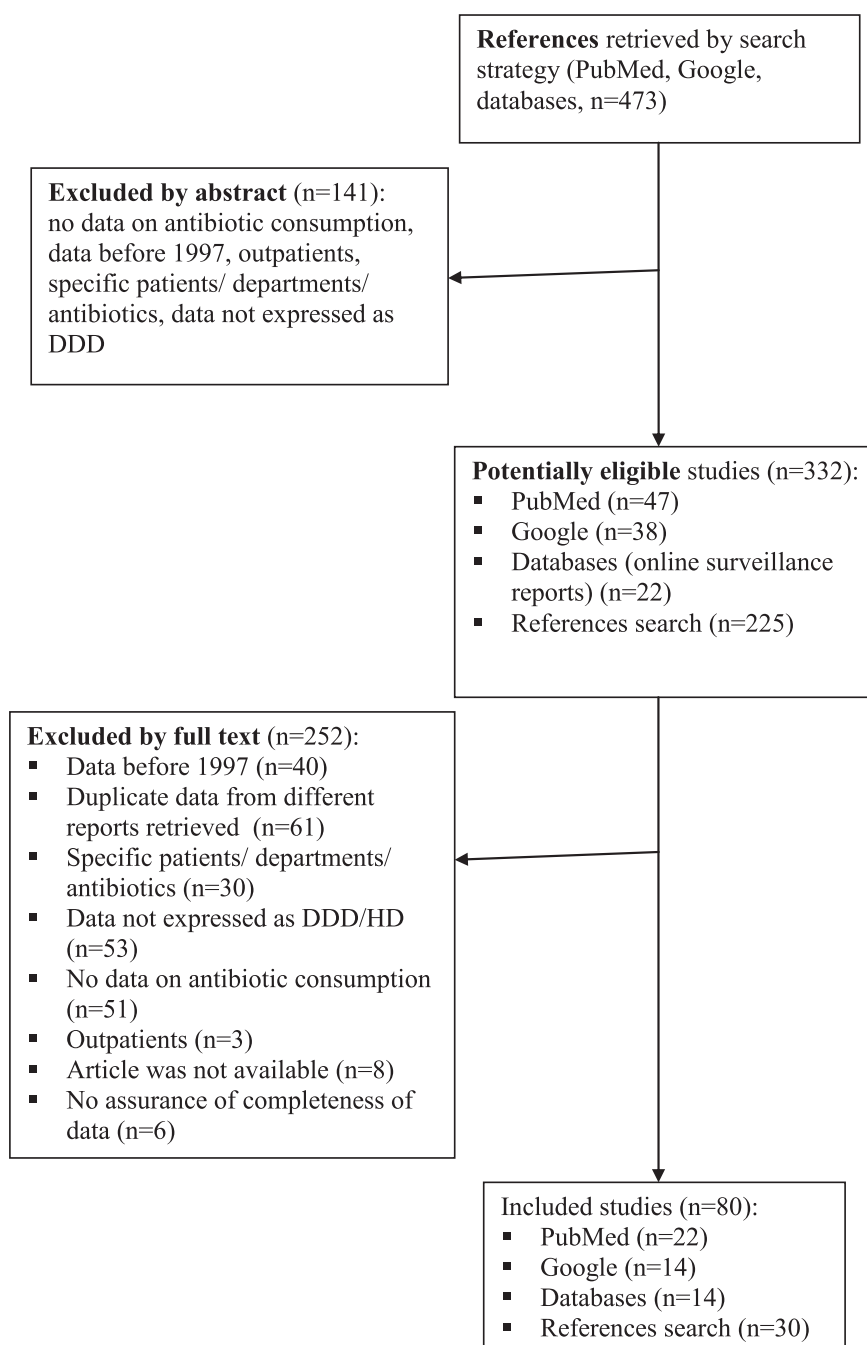 References retrieved by search
strategy (PubMed, Google,
databases, n=473)
Excluded by abstract (n=141):
no data on antibiotic consumption,
data before 1997, outpatients,
specific patients/ departments/
antibiotics, data not expressed as
DDD
Potentially eligible studies (n=332):
▪ PubMed (n=47)
▪ Google (n=38)
▪ Databases (online surveillance
reports) (n=22)
▪ References search (n=225)
Excluded by full text (n=252):
▪ Data before 1997 (n=40)
▪ Duplicate data from different
reports retrieved (n=61)
▪ Specific patients/ departments/
antibiotics (n=30)
▪ Data not expressed as DDD/HD
(n=53)
▪ No data on antibiotic consumption
(n=51)
▪ Outpatients (n=3)
▪ Article was not available (n=8)
▪ No assurance of completeness of
data (n=6)
Included studies (n=80):
▪ PubMed (n=22)
▪ Google (n=14)
▪ Databases (n=14)
▪ References search (n=30)